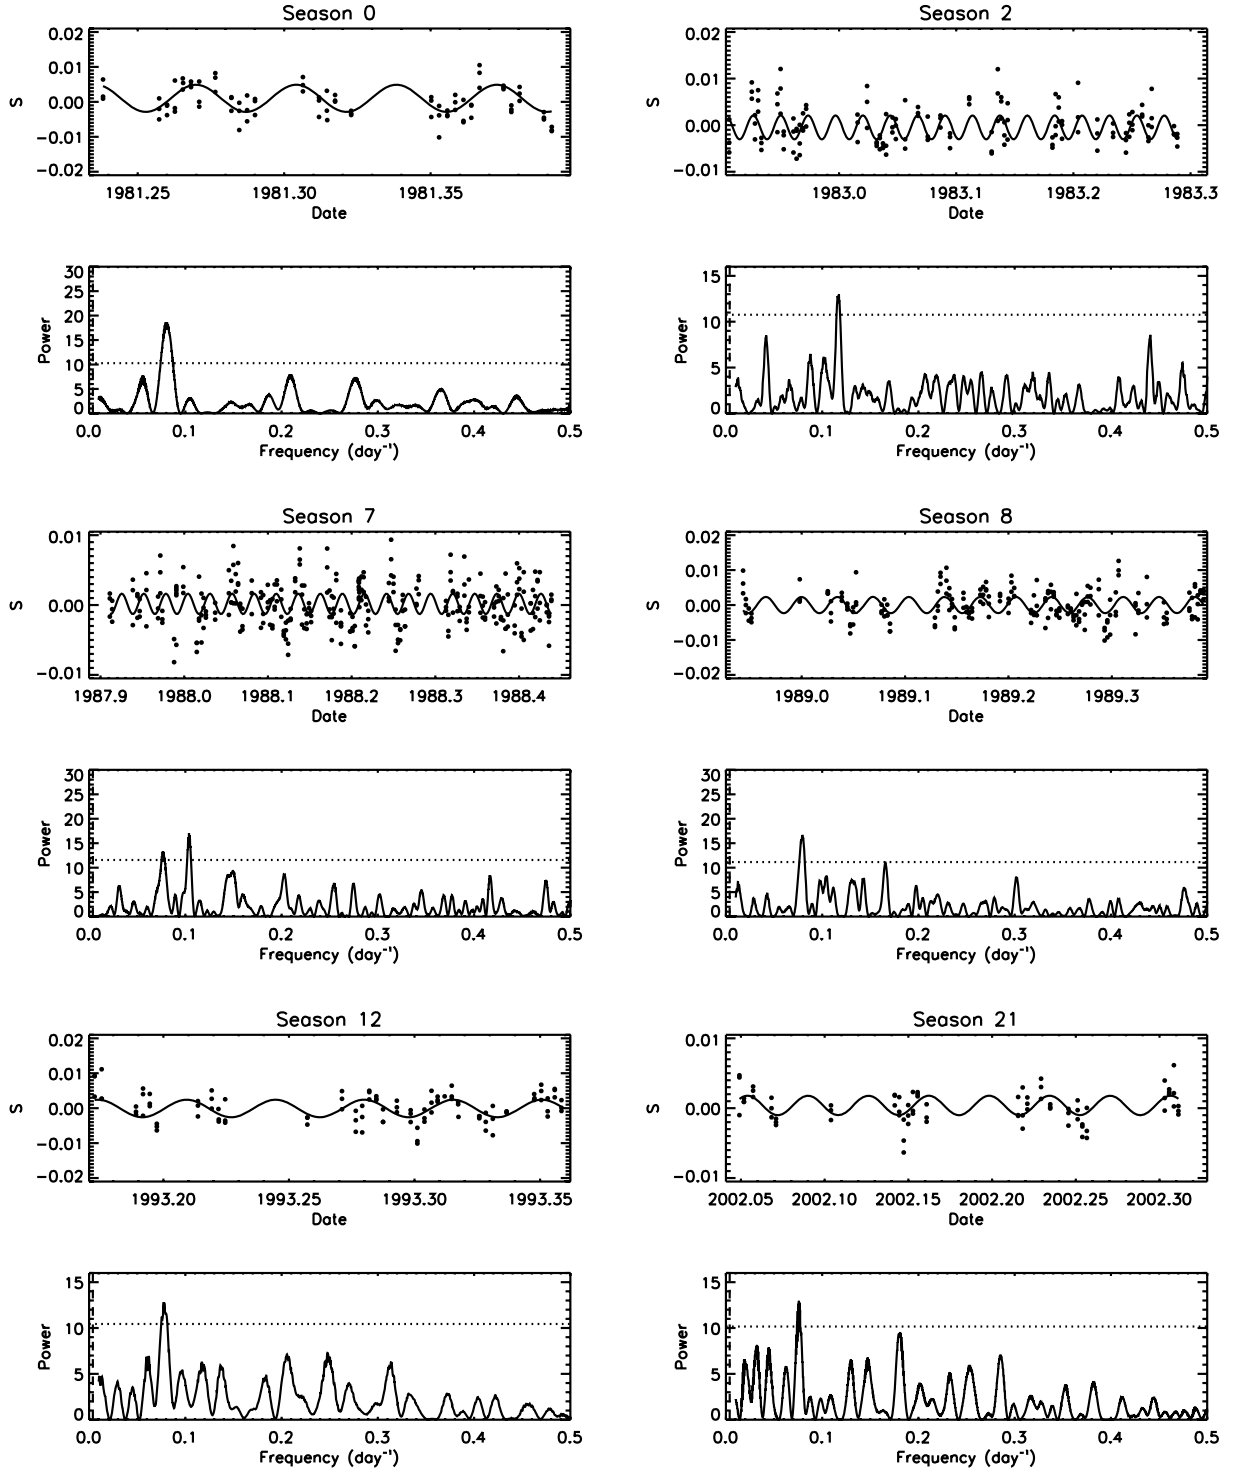 Season 0
0.02
0.01
0.00
−0.01
−0.02
S
1981.25 1981.30 1981.35
Date
30
25
20
15
10
5
0
Power
0.0 0.1 0.2 0.3 0.4 0.5
Frequency (day⁻¹)
Season 2
0.02
0.01
0.00
−0.01
S
1983.0 1983.1 1983.2 1983.3
Date
15
10
5
0
Power
0.0 0.1 0.2 0.3 0.4 0.5
Frequency (day⁻¹)
Season 7
0.01
0.00
−0.01
S
1987.9 1988.0 1988.1 1988.2 1988.3 1988.4
Date
30
25
20
15
10
5
0
Power
0.0 0.1 0.2 0.3 0.4 0.5
Frequency (day⁻¹)
Season 8
0.02
0.01
0.00
−0.01
−0.02
S
1989.0 1989.1 1989.2 1989.3
Date
30
25
20
15
10
5
0
Power
0.0 0.1 0.2 0.3 0.4 0.5
Frequency (day⁻¹)
Season 12
0.02
0.01
0.00
−0.01
−0.02
S
1993.20 1993.25 1993.30 1993.35
Date
15
10
5
0
Power
0.0 0.1 0.2 0.3 0.4 0.5
Frequency (day⁻¹)
Season 21
0.01
0.00
−0.01
S
2002.05 2002.10 2002.15 2002.20 2002.25 2002.30
Date
15
10
5
0
Power
0.0 0.1 0.2 0.3 0.4 0.5
Frequency (day⁻¹)